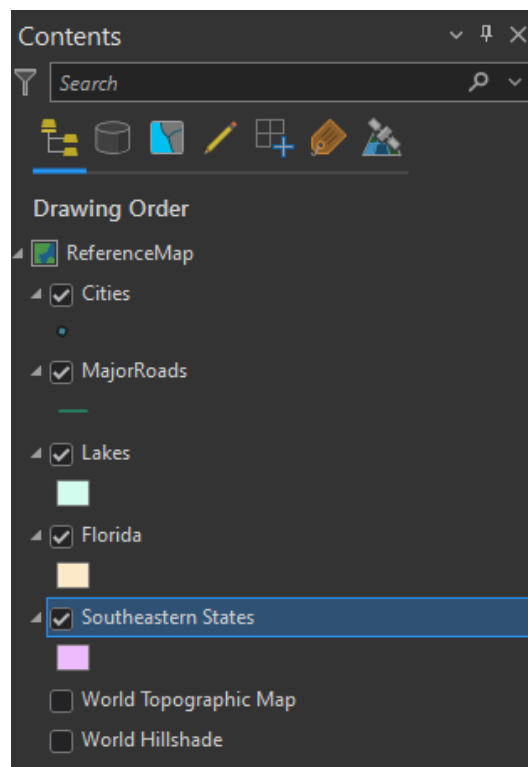 Contents
Search
Drawing Order
ReferenceMap
Cities
MajorRoads
Lakes
Florida
Southeastern States
World Topographic Map
World Hillshade